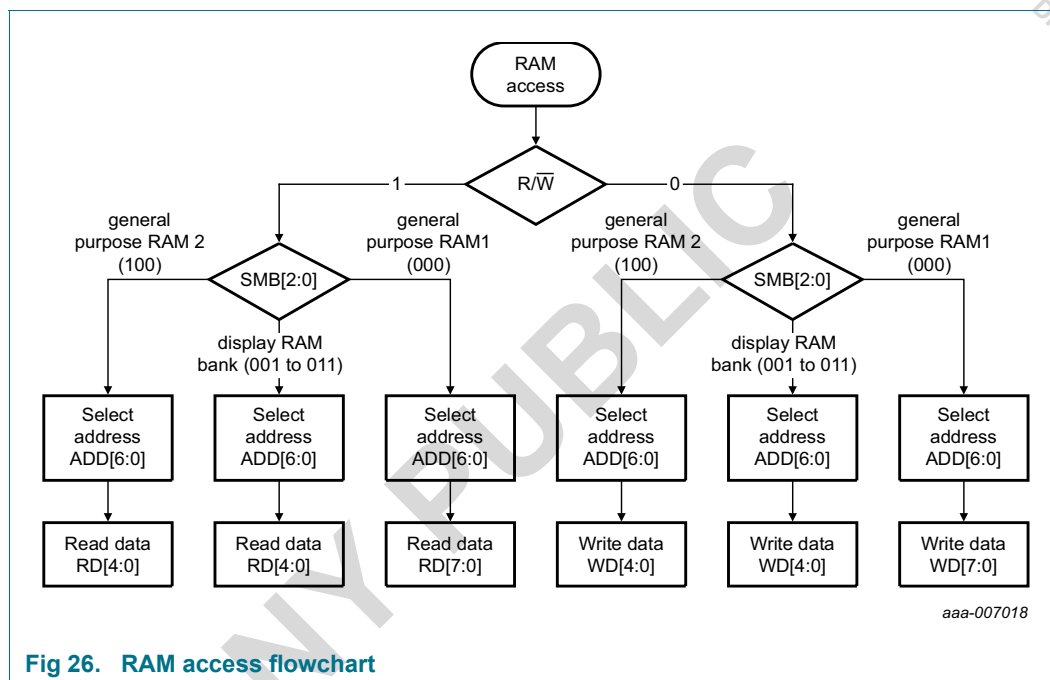 RAM
access
R/W̅
1
0
general
purpose RAM 2
(100)
general
purpose RAM1
(000)
general
purpose RAM 2
(100)
general
purpose RAM1
(000)
SMB[2:0]
SMB[2:0]
display RAM
bank (001 to 011)
display RAM
bank (001 to 011)
Select
address
ADD[6:0]
Select
address
ADD[6:0]
Select
address
ADD[6:0]
Select
address
ADD[6:0]
Select
address
ADD[6:0]
Select
address
ADD[6:0]
Read data
RD[4:0]
Read data
RD[4:0]
Read data
RD[7:0]
Write data
WD[4:0]
Write data
WD[4:0]
Write data
WD[7:0]
aaa-007018
Fig 26. RAM access flowchart
NY PUBLIC